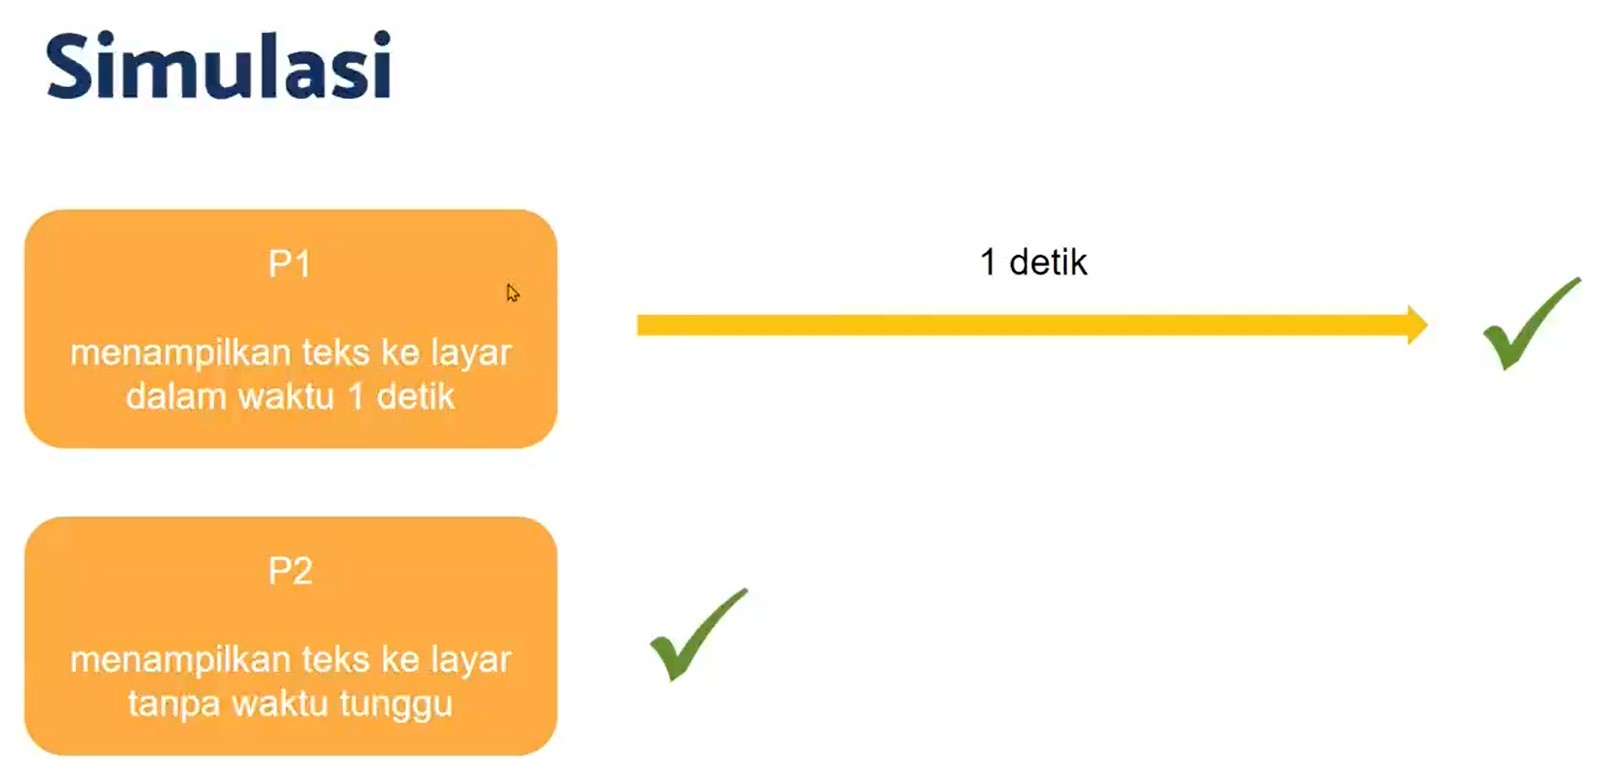 Simulasi
P1
menampilkan teks ke layar
dalam waktu 1 detik
1 detik
P2
menampilkan teks ke layar
tanpa waktu tunggu